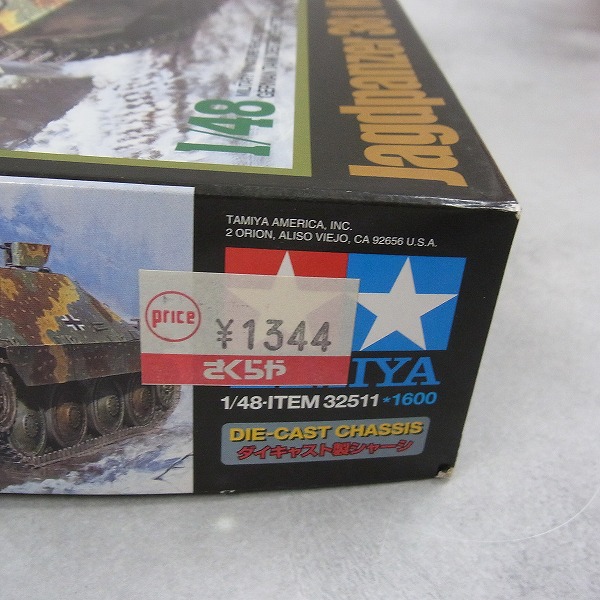 1/48
Jagdpanzer 38(t)
TAMIYA AMERICA, INC.
2 ORION, ALISO VIEJO, CA 92656 U.S.A.
price
¥1344
さくらや
IYA
1/48・ITEM 32511 *1600
DIE-CAST CHASSIS
ダイキャスト製シャーシ